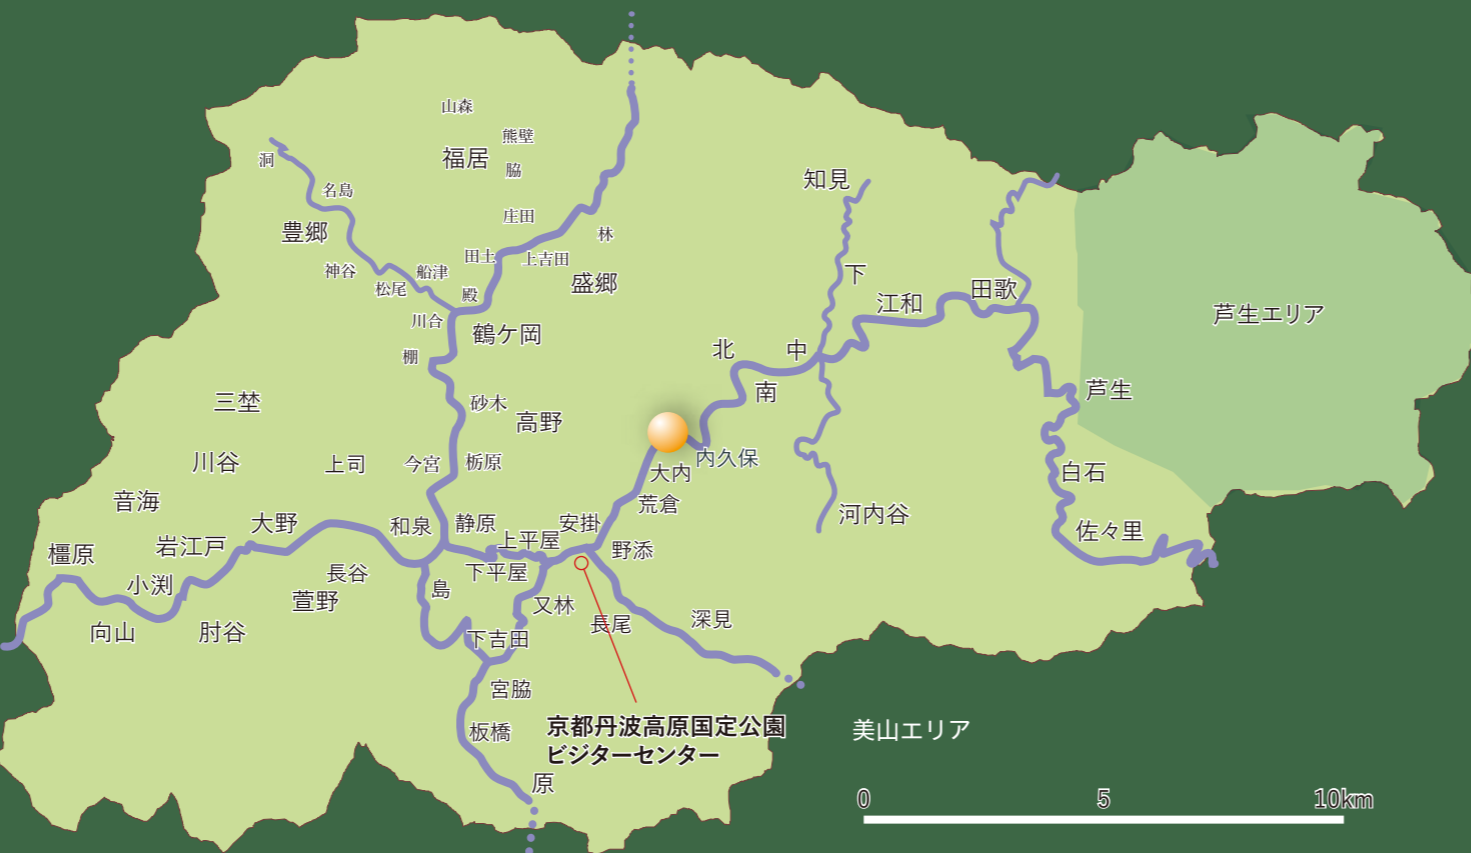 山森
熊壁
洞
福居
脇
知見
名島
庄田
豊郷
林
田土
上吉田
神谷
船津
下
盛郷
松尾
殿
田歌
江和
川合
鶴ケ岡
芦生エリア
棚
北
中
南
芦生
三埜
砂木
高野
川谷
上司
今宮
栃原
内久保
大内
白石
音海
荒倉
河内谷
大野
和泉
静原
安掛
佐々里
岩江戸
上平屋
橿原
野添
長谷
下平屋
小渕
島
萱野
又林
向山
肘谷
長尾
深見
下吉田
宮脇
京都丹波高原国定公園
ビジターセンター
板橋
美山エリア
原
0
5
10km